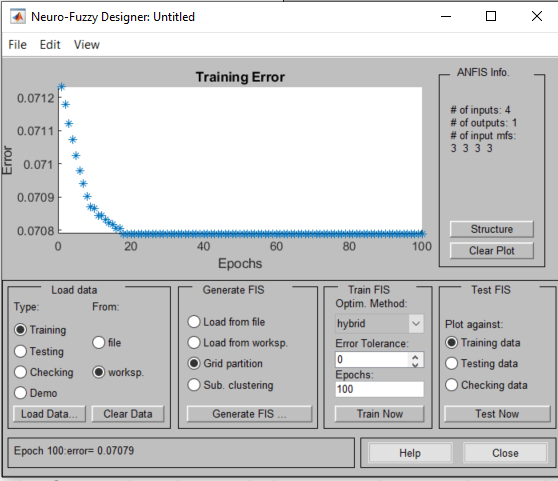 Neuro-Fuzzy Designer: Untitled
File Edit View
Training Error
0.0712
0.0711
0.071
0.0709
0.0708
Error
0 20 40 60 80 100
Epochs
ANFIS Info.
# of inputs: 4
# of outputs: 1
# of input mfs:
3 3 3 3
Structure
Clear Plot
Load data
Type: From:
Training
Testing
Checking
Demo
file
worksp.
Load Data... Clear Data
Generate FIS
Load from file
Load from worksp.
Grid partition
Sub. clustering
Generate FIS ...
Train FIS
Optim. Method:
hybrid
Error Tolerance:
0
Epochs:
100
Train Now
Test FIS
Plot against:
Training data
Testing data
Checking data
Test Now
Epoch 100:error= 0.07079
Help Close